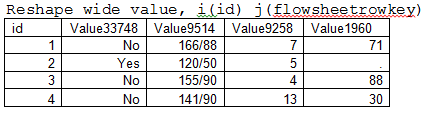 Reshape wide value, i(id) j(flowsheetrowkey)
id Value33748 Value9514 Value9258 Value1960
1 No 166/88 7 71
2 Yes 120/50 5 .
3 No 155/90 4 88
4 No 141/90 13 30